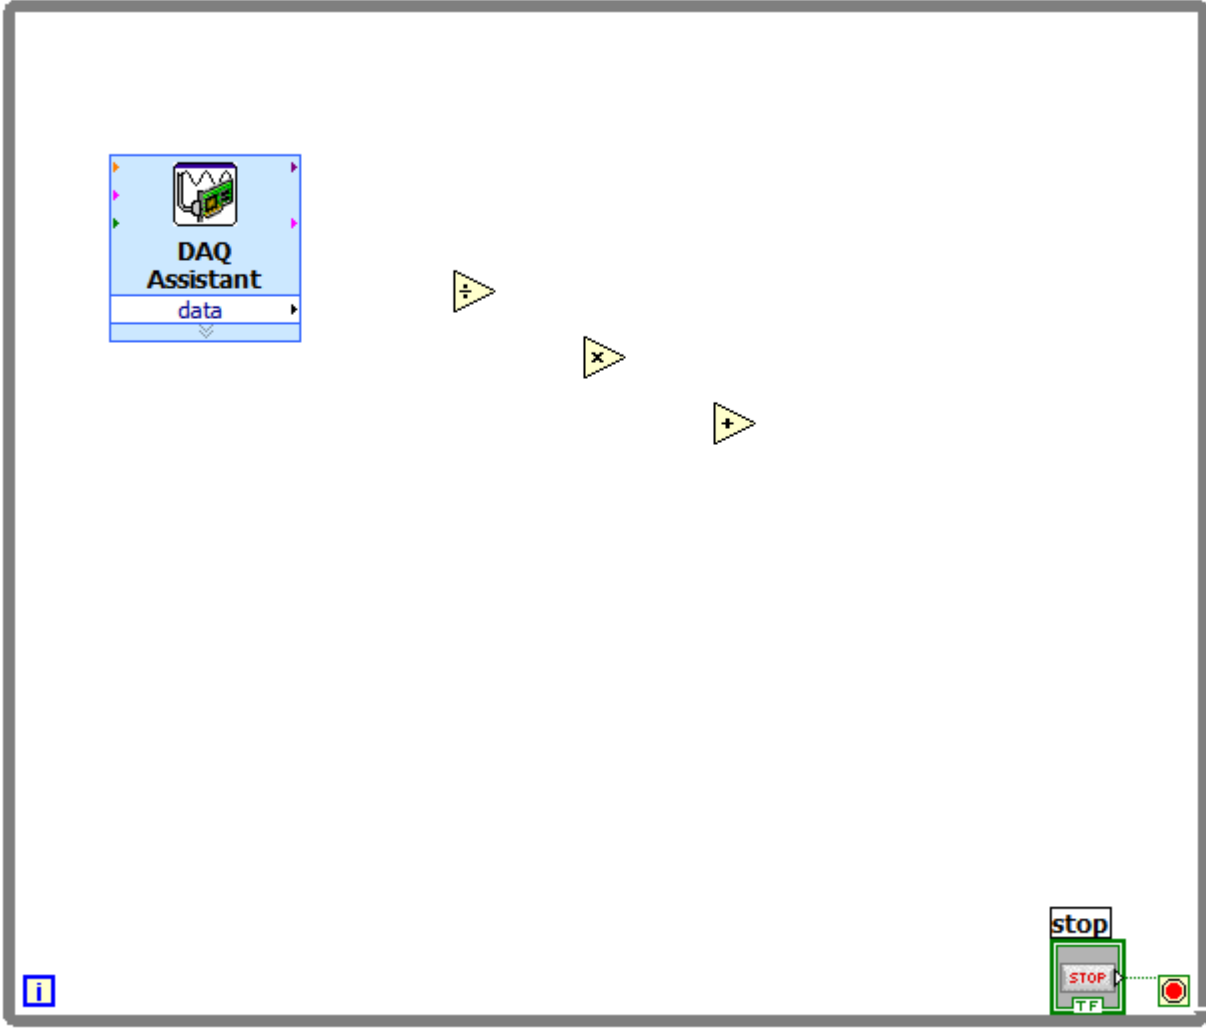 DAQ
Assistant
data
÷
×
+
stop
STOP
TF
i